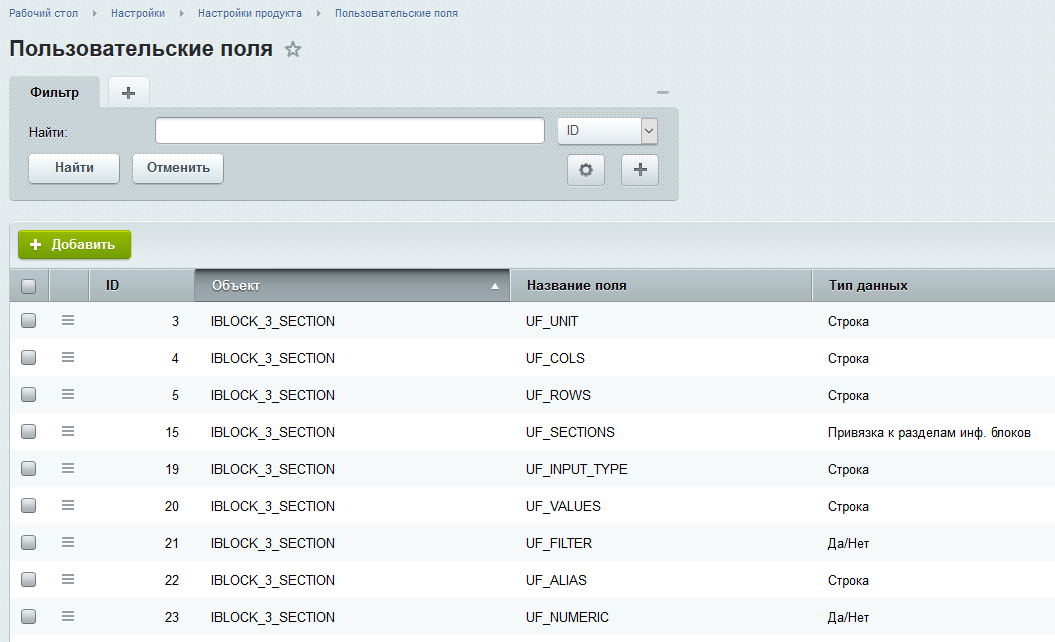 Рабочий стол Настройки Настройки продукта Пользовательские поля
Пользовательские поля
Фильтр
Найти: ID
Найти Отменить
Добавить
ID Объект Название поля Тип данных
3 IBLOCK_3_SECTION UF_UNIT Строка
4 IBLOCK_3_SECTION UF_COLS Строка
5 IBLOCK_3_SECTION UF_ROWS Строка
15 IBLOCK_3_SECTION UF_SECTIONS Привязка к разделам инф. блоков
19 IBLOCK_3_SECTION UF_INPUT_TYPE Строка
20 IBLOCK_3_SECTION UF_VALUES Строка
21 IBLOCK_3_SECTION UF_FILTER Да/Нет
22 IBLOCK_3_SECTION UF_ALIAS Строка
23 IBLOCK_3_SECTION UF_NUMERIC Да/Нет